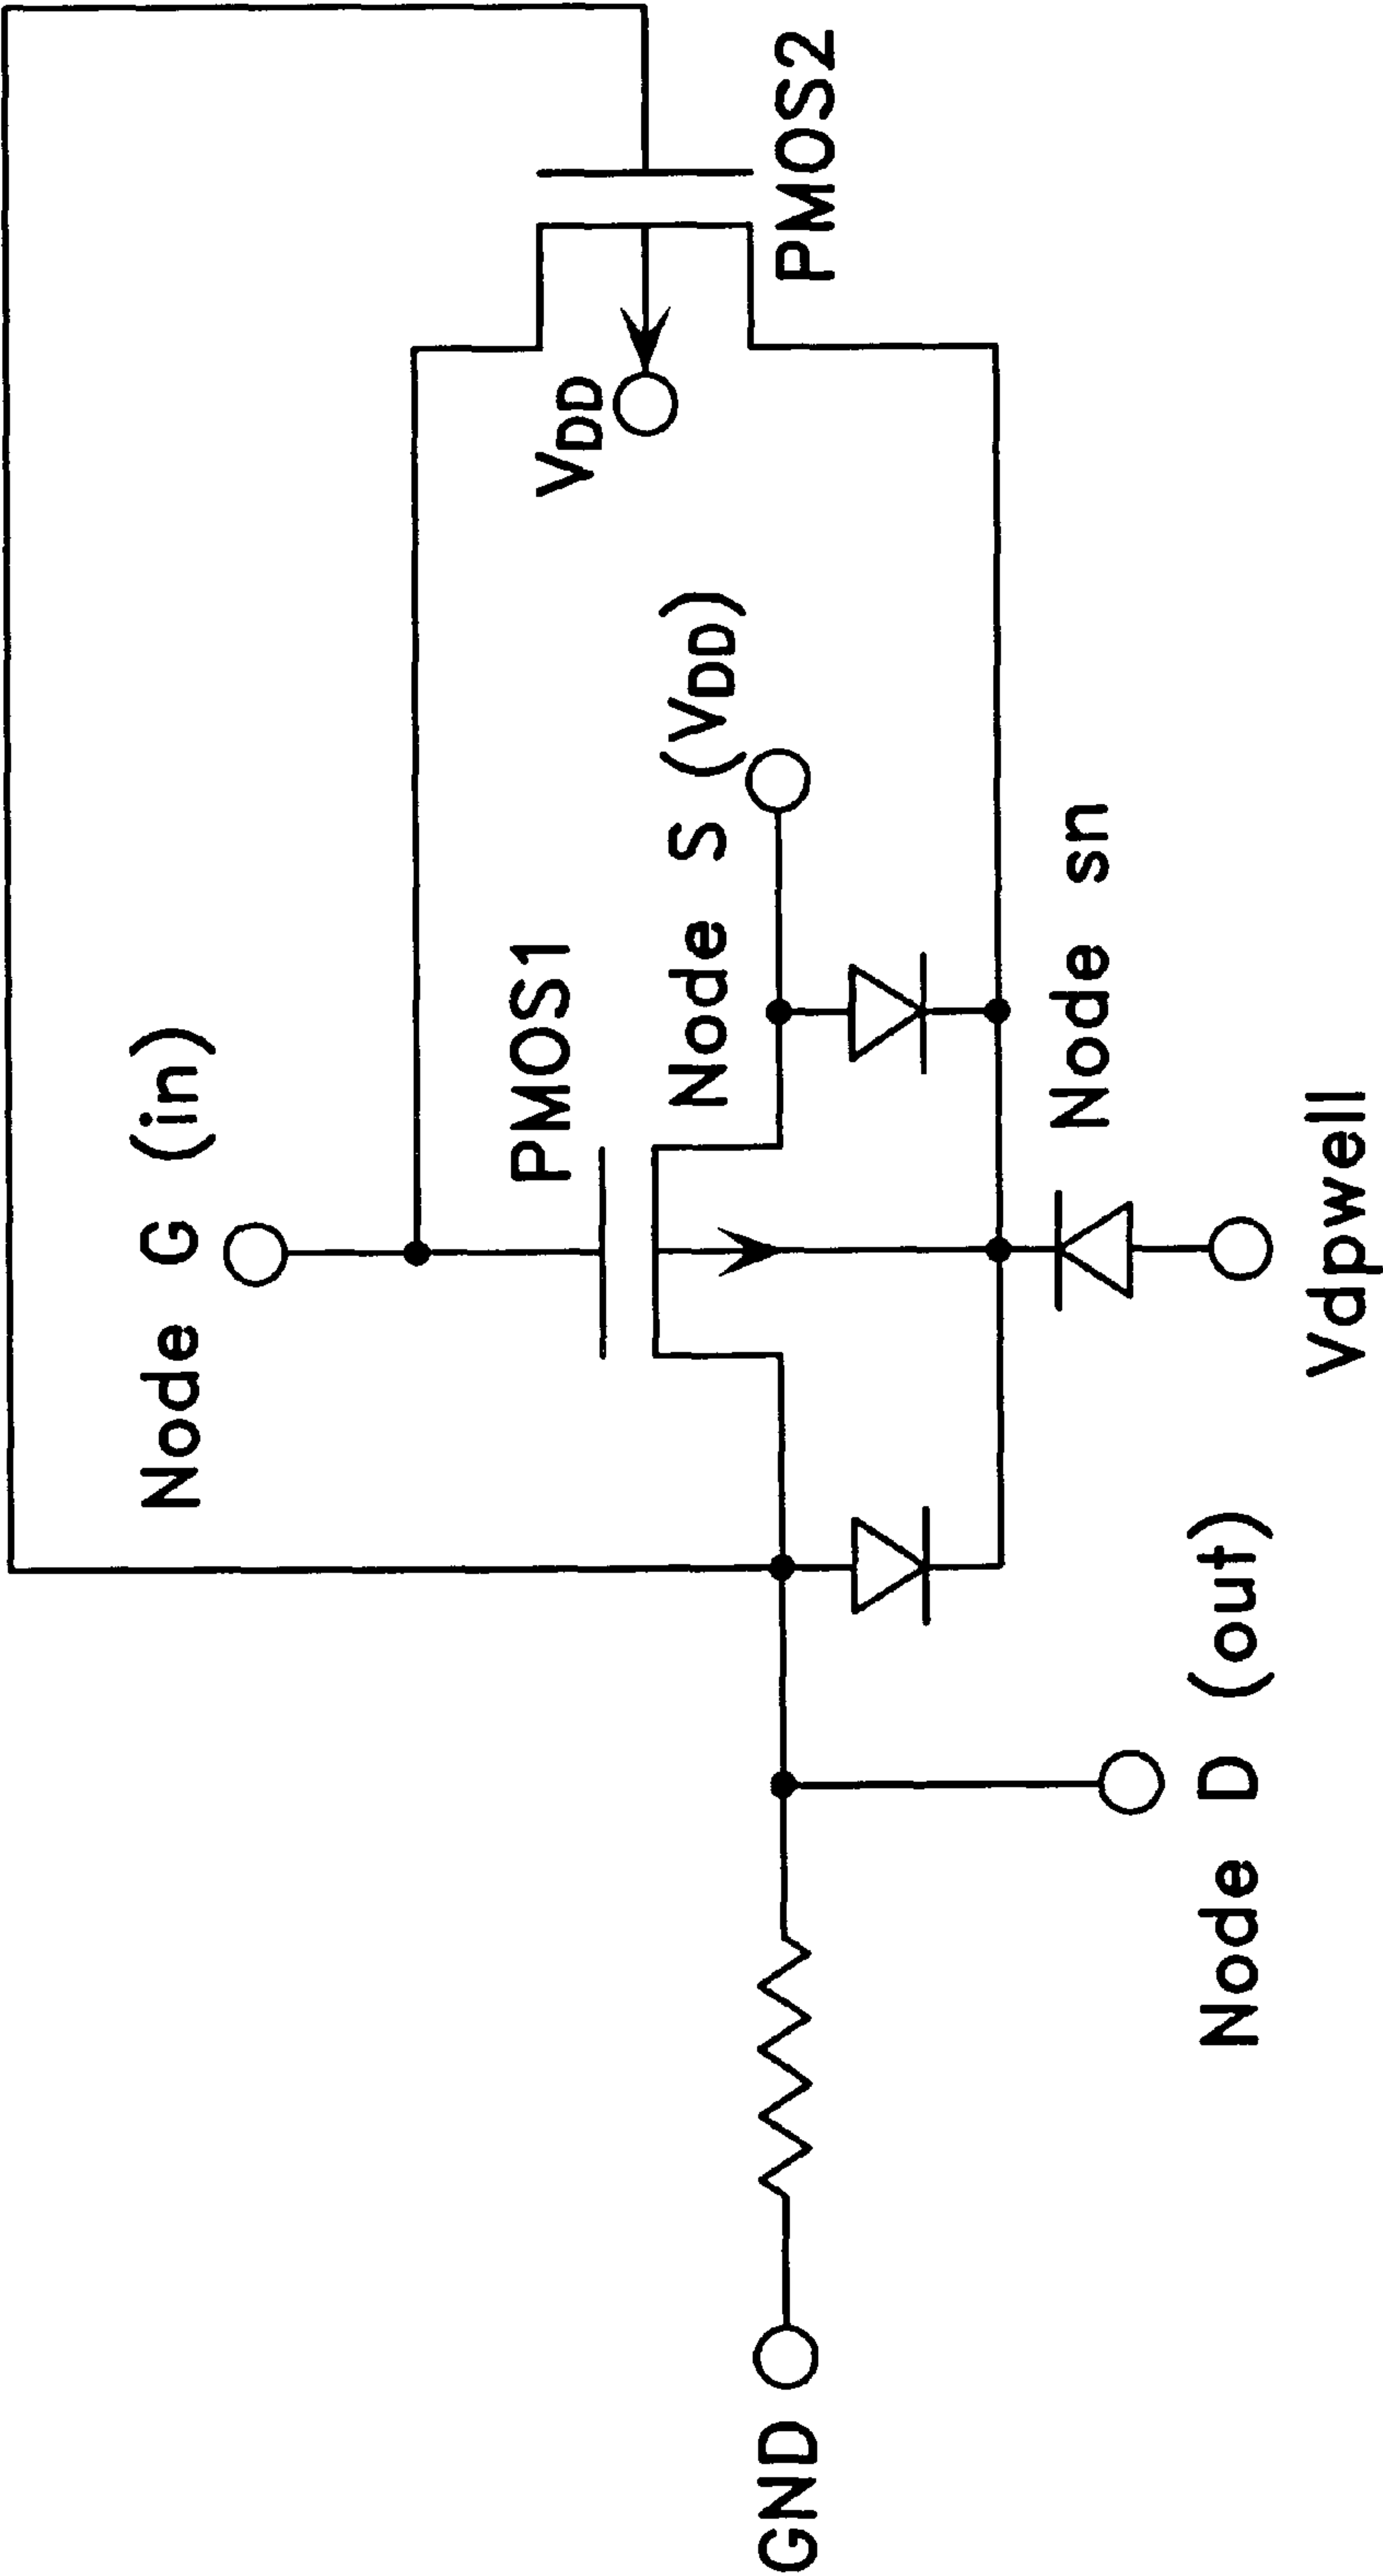 Node G (in)
PMOS1
Node S (VDD)
VDD
PMOS2
Node sn
Vdpwell
Node D (out)
GND